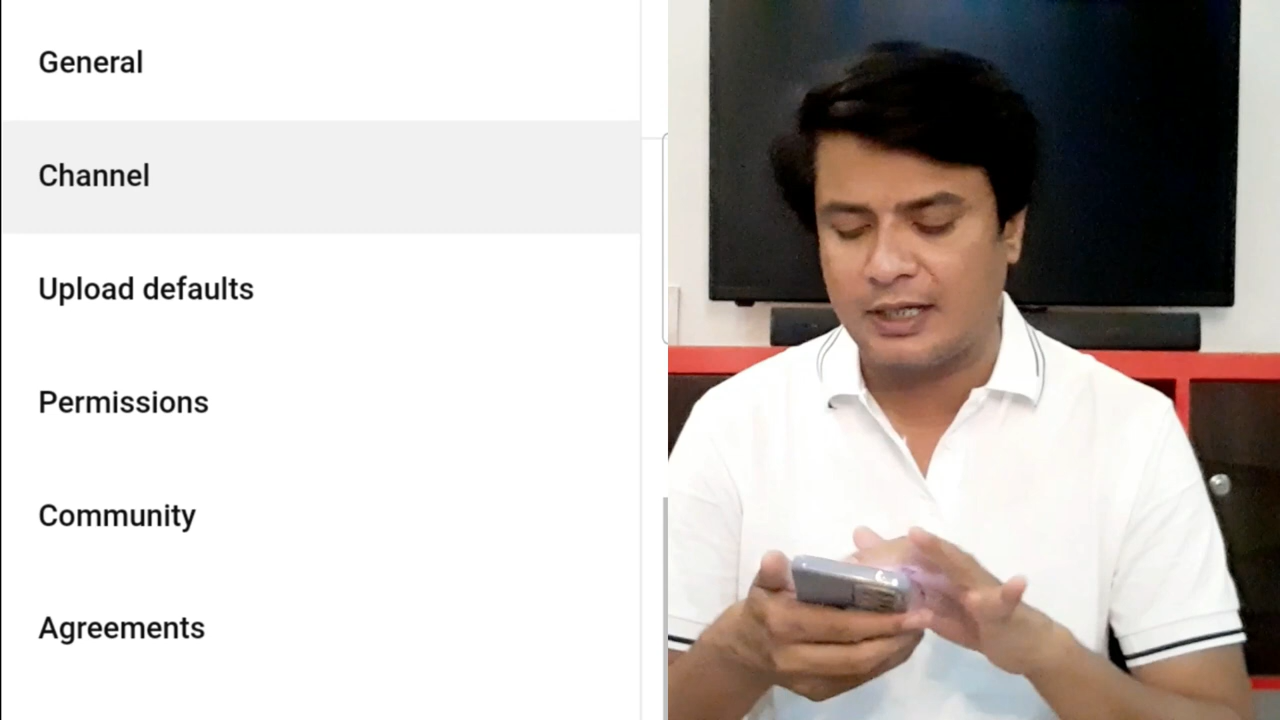 General
Channel
Upload defaults
Permissions
Community
Agreements